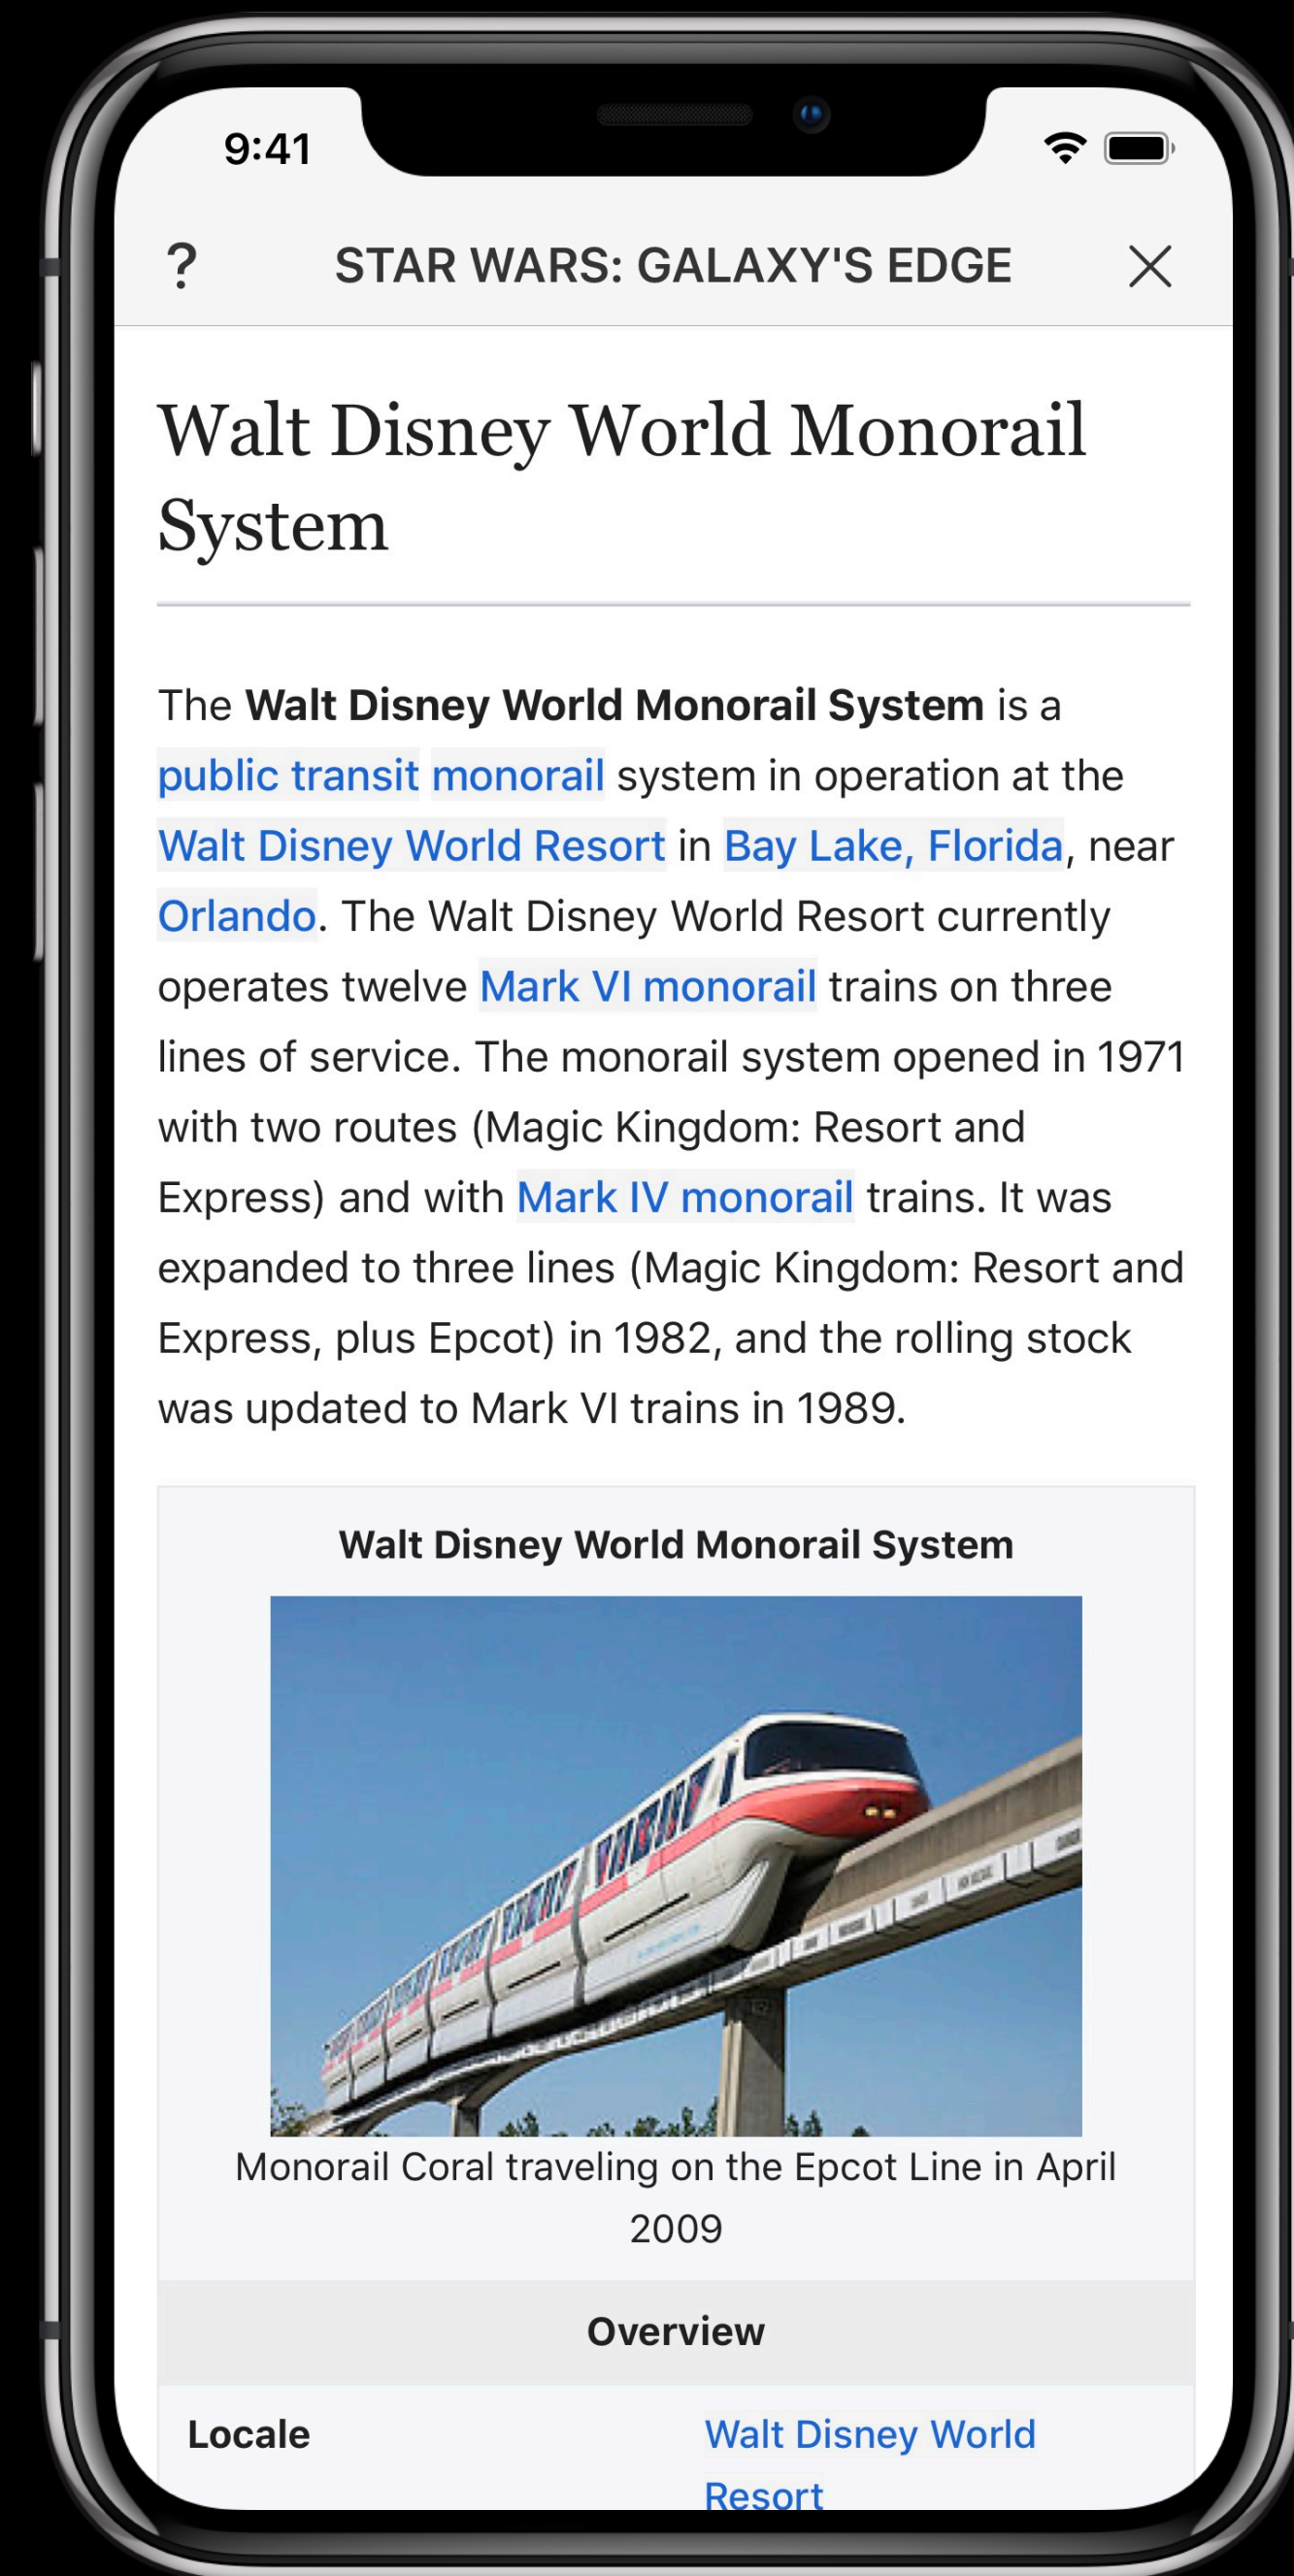 9:41
? STAR WARS: GALAXY'S EDGE
Walt Disney World Monorail
System
The Walt Disney World Monorail System is a
public transit monorail system in operation at the
Walt Disney World Resort in Bay Lake, Florida, near
Orlando. The Walt Disney World Resort currently
operates twelve Mark VI monorail trains on three
lines of service. The monorail system opened in 1971
with two routes (Magic Kingdom: Resort and
Express) and with Mark IV monorail trains. It was
expanded to three lines (Magic Kingdom: Resort and
Express, plus Epcot) in 1982, and the rolling stock
was updated to Mark VI trains in 1989.
Walt Disney World Monorail System
Monorail Coral traveling on the Epcot Line in April
2009
Overview
Locale Walt Disney World
Resort